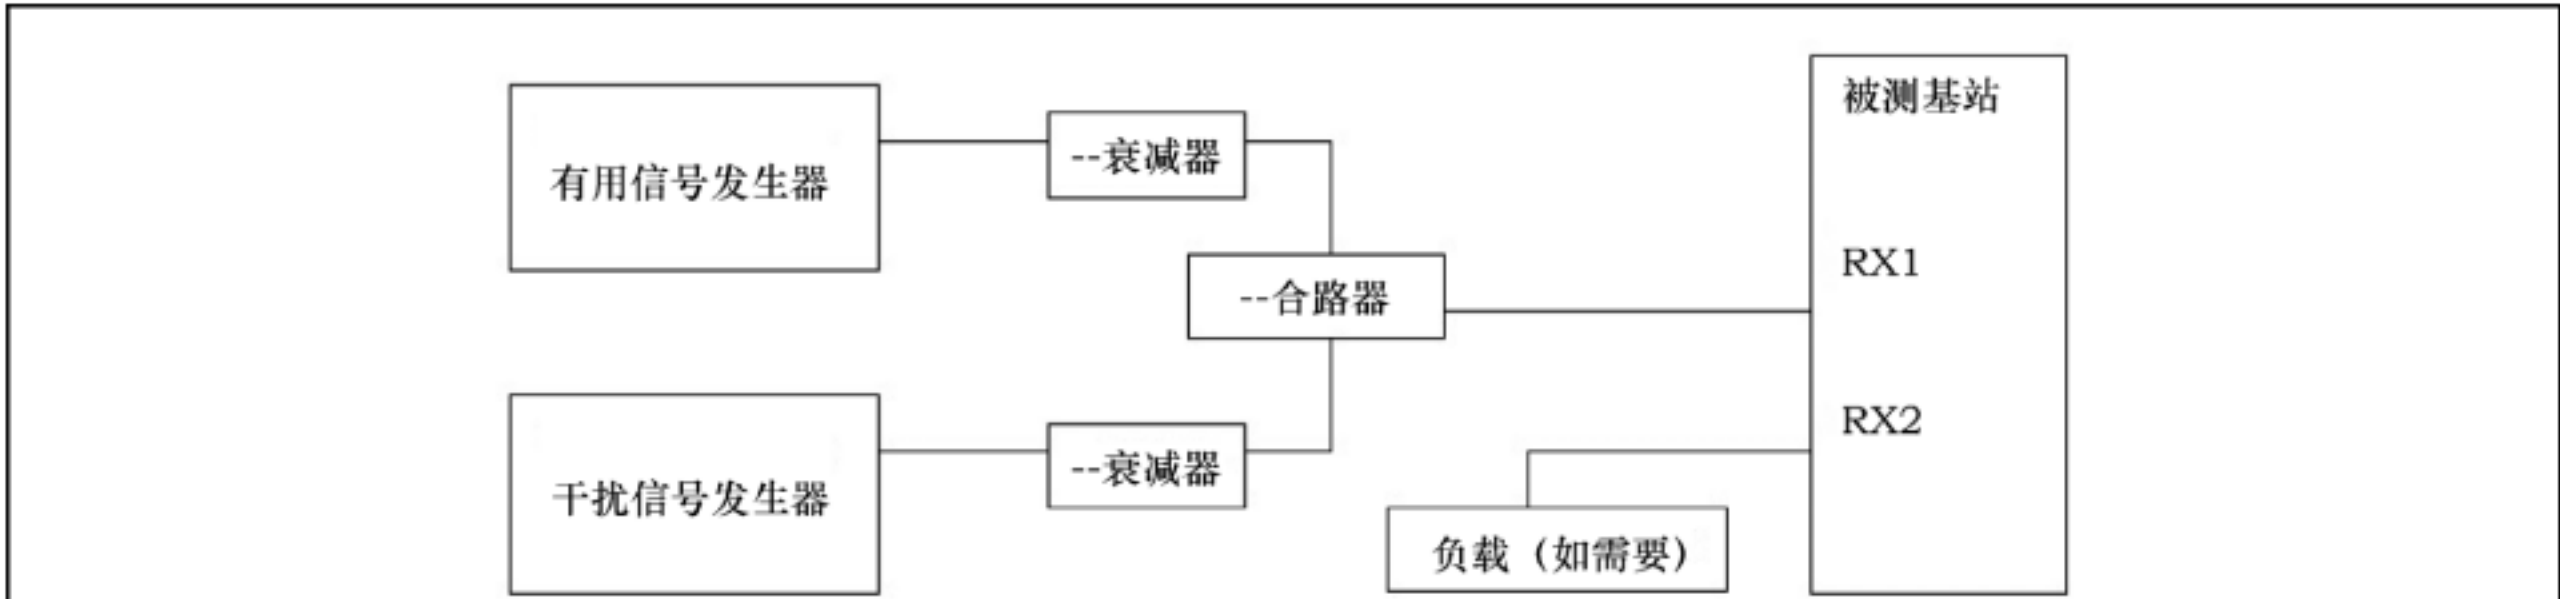 被测基站
有用信号发生器
--衰减器
--合路器
RX1
干扰信号发生器
--衰减器
RX2
负载（如需要）